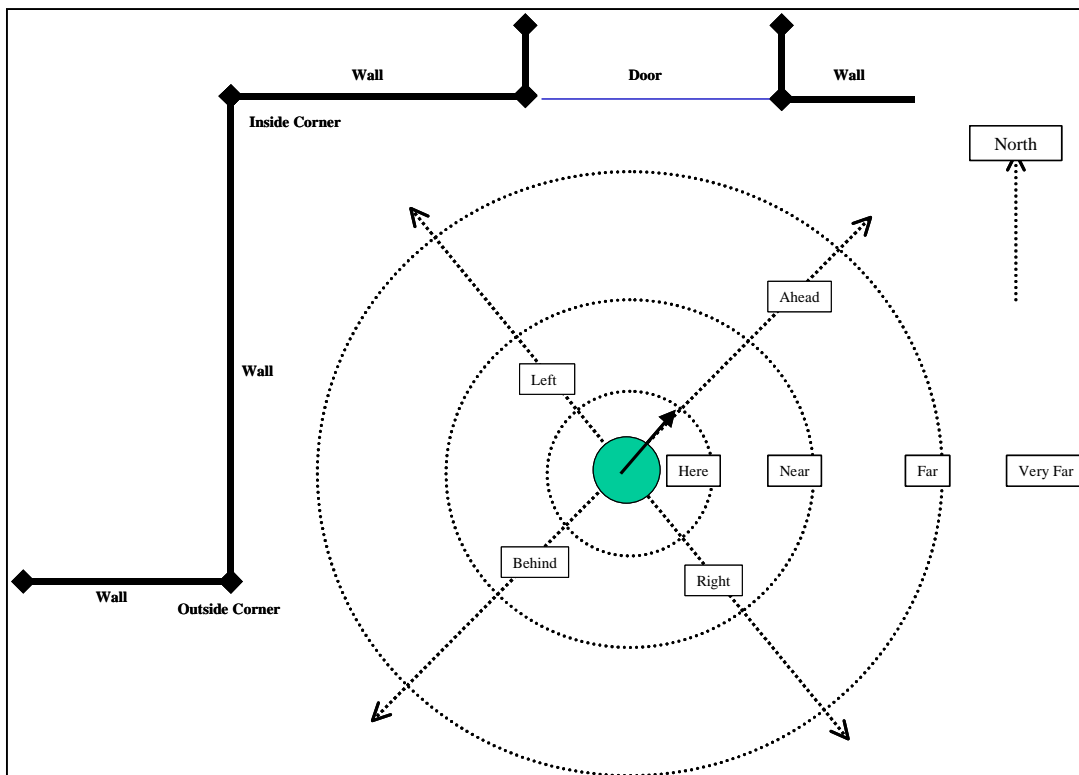 Wall
Door
Wall
Inside Corner
North
Ahead
Wall
Left
Here
Near
Far
Very Far
Behind
Right
Wall
Outside Corner